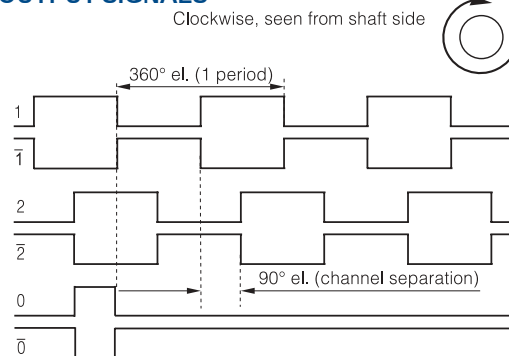 OUTPUT SIGNALS
Clockwise, seen from shaft side
360° el. (1 period)
1
1̅
2
2̅
90° el. (channel separation)
0
0̅